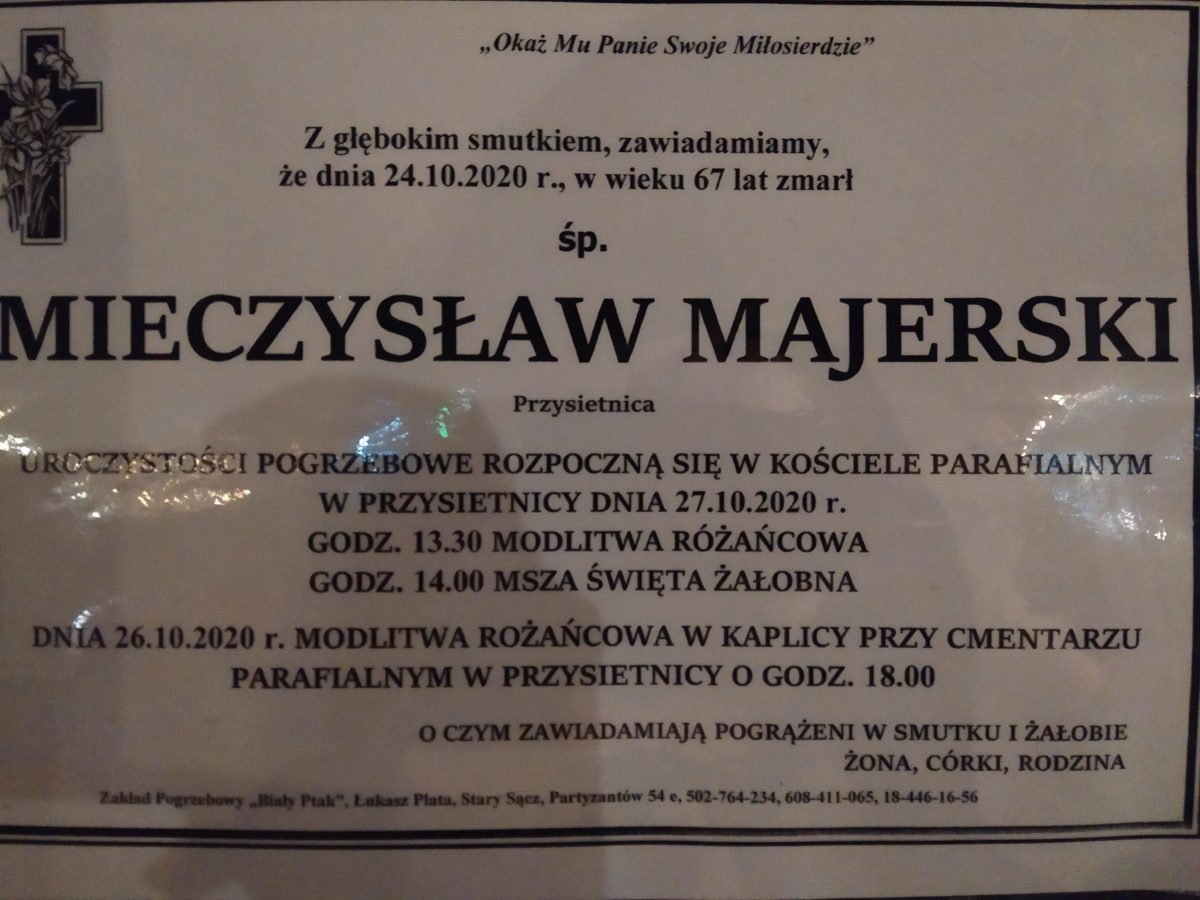 „Okaż Mu Panie Swoje Miłosierdzie”
Z głębokim smutkiem, zawiadamiamy,
że dnia 24.10.2020 r., w wieku 67 lat zmarł
śp.
MIECZYSŁAW MAJERSKI
Przysietnica
UROCZYSTOŚCI POGRZEBOWE ROZPOCZNĄ SIĘ W KOŚCIELE PARAFIALNYM
W PRZYSIETNICY DNIA 27.10.2020 r.
GODZ. 13.30 MODLITWA RÓŻAŃCOWA
GODZ. 14.00 MSZA ŚWIĘTA ŻAŁOBNA
DNIA 26.10.2020 r. MODLITWA ROŻAŃCOWA W KAPLICY PRZY CMENTARZU
PARAFIALNYM W PRZYSIETNICY O GODZ. 18.00
O CZYM ZAWIADAMIAJĄ POGRĄŻENI W SMUTKU I ŻAŁOBIE
ŻONA, CÓRKI, RODZINA
Zakład Pogrzebowy „Biały Ptak”, Łukasz Płata, Stary Sącz, Partyzantów 54 e, 502-764-234, 608-411-065, 18-446-16-56